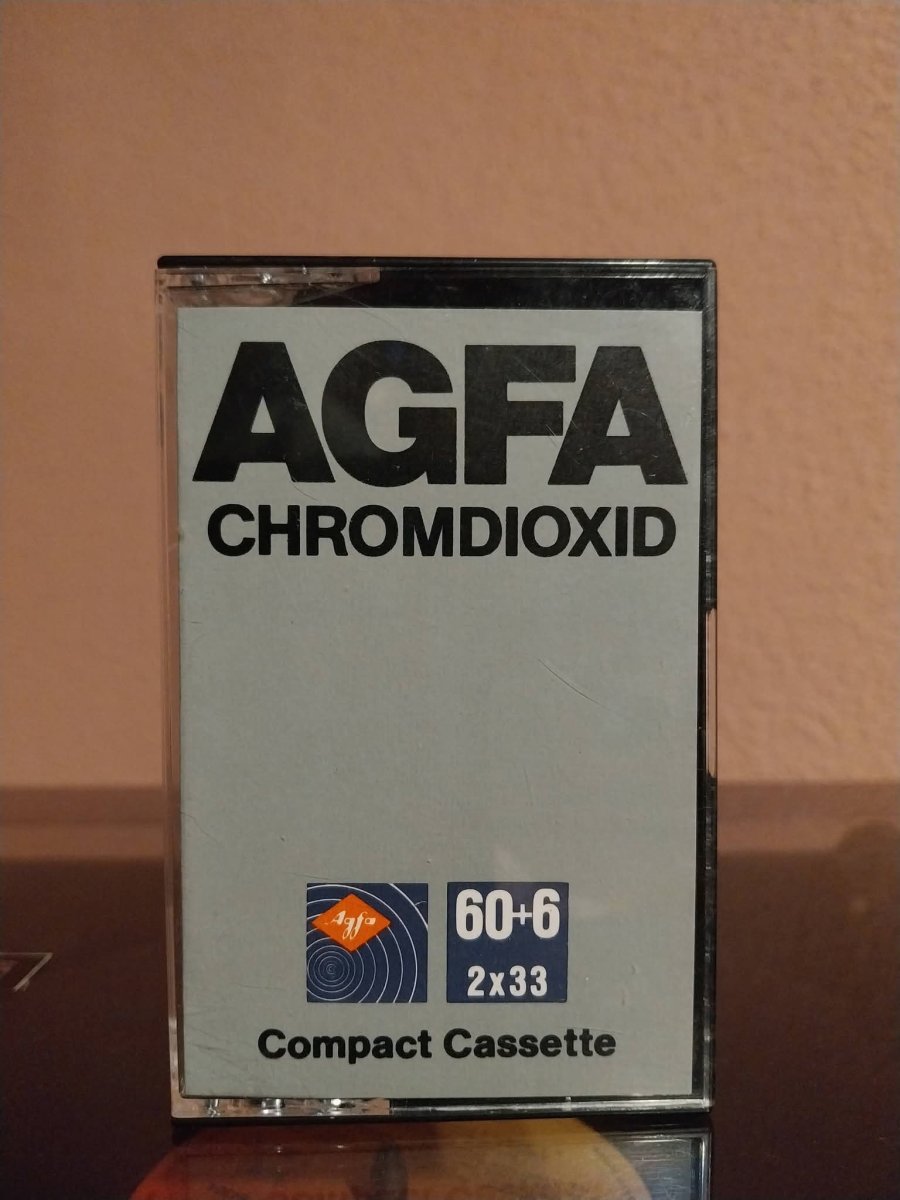 AGFA
CHROMDIOXID
Agfa
60+6
2x33
Compact Cassette